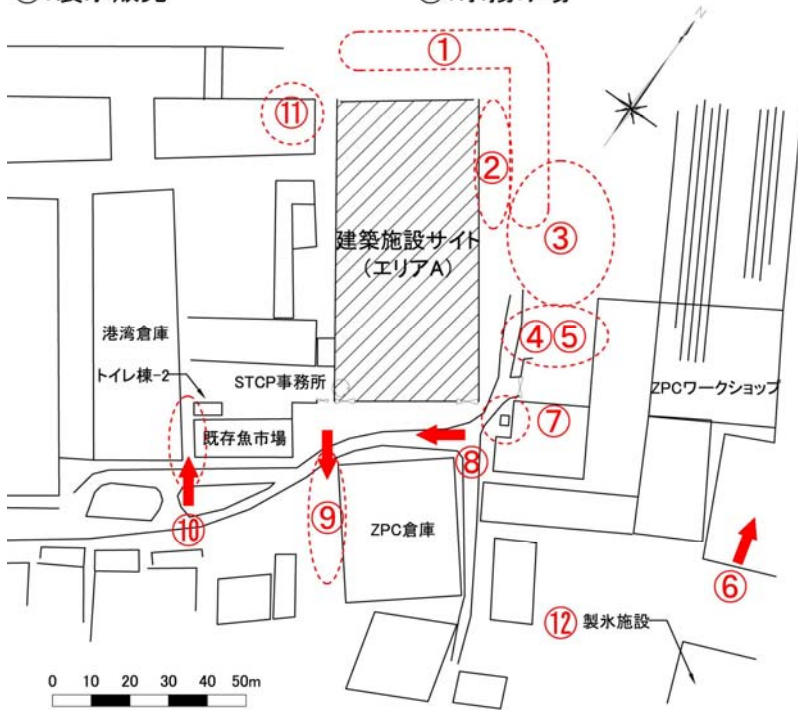 N
①
⑪
②
③
建築施設サイト
(エリアA)
港湾倉庫
④⑤
トイレ棟-2
STCP事務所
ZPCワークショップ
既存魚市場
⑦
⑧
⑨
ZPC倉庫
⑩
⑥
⑫ 製氷施設
0 10 20 30 40 50m